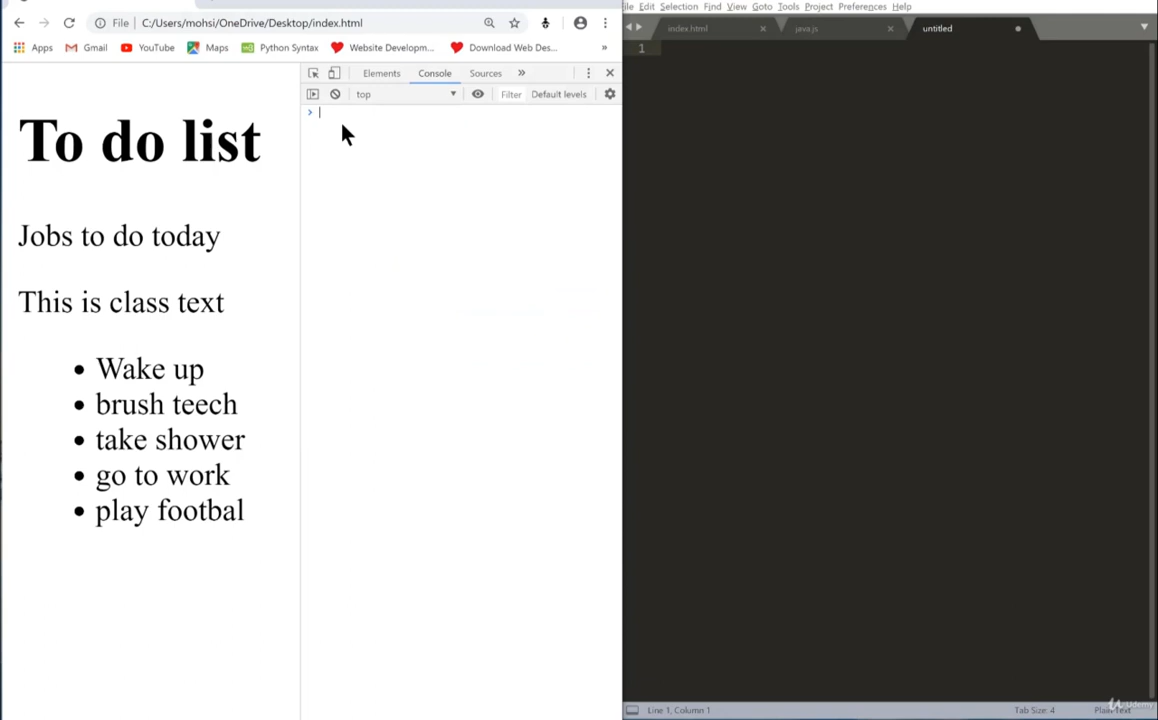 C:/Users/mohsi/OneDrive/Desktop/index.html
File
Apps Gmail YouTube Maps Python Syntax Website Developm... Download Web Des... »
Elements Console Sources »
top Filter Default levels
To do list
Jobs to do today
This is class text
• Wake up
• brush teech
• take shower
• go to work
• play footbal
ile Edit Selection Find View Goto Tools Project Preferences Help
index.html java.js untitled
1
Line 1, Column 1 Tab Size: 4 Plain Text
Udemy